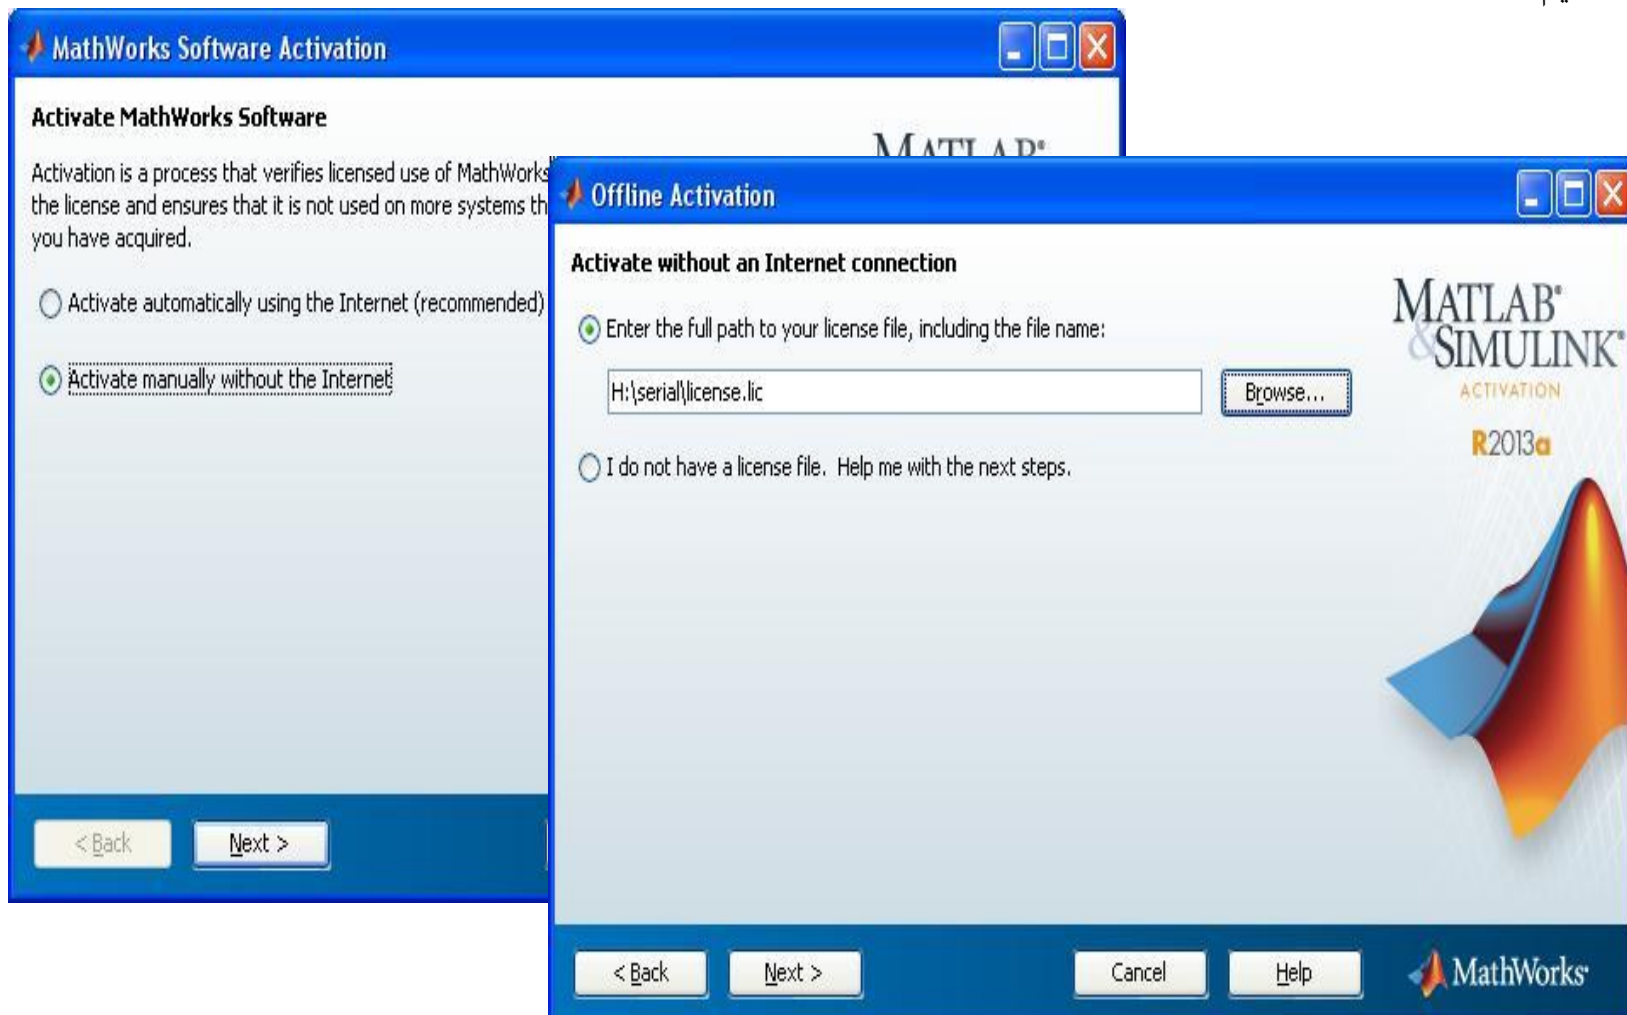 MathWorks Software Activation
Activate MathWorks Software
Activation is a process that verifies licensed use of MathWorks
the license and ensures that it is not used on more systems th
you have acquired.
Activate automatically using the Internet (recommended)
Activate manually without the Internet
< Back
Next >
Offline Activation
Activate without an Internet connection
Enter the full path to your license file, including the file name:
H:\serial\license.lic
Browse...
I do not have a license file. Help me with the next steps.
MATLAB®
&SIMULINK®
ACTIVATION
R2013a
< Back
Next >
Cancel
Help
MathWorks®